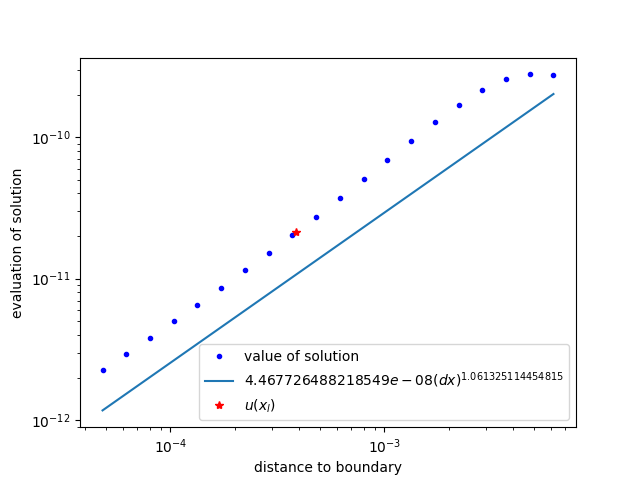 evaluation of solution
10⁻¹⁰
10⁻¹¹
10⁻¹²
value of solution
4.467726488218549e − 08(dx)¹·⁰⁶¹³²⁵¹¹⁴⁴⁵⁴⁸¹⁵
u(x_I)
10⁻⁴
10⁻³
distance to boundary